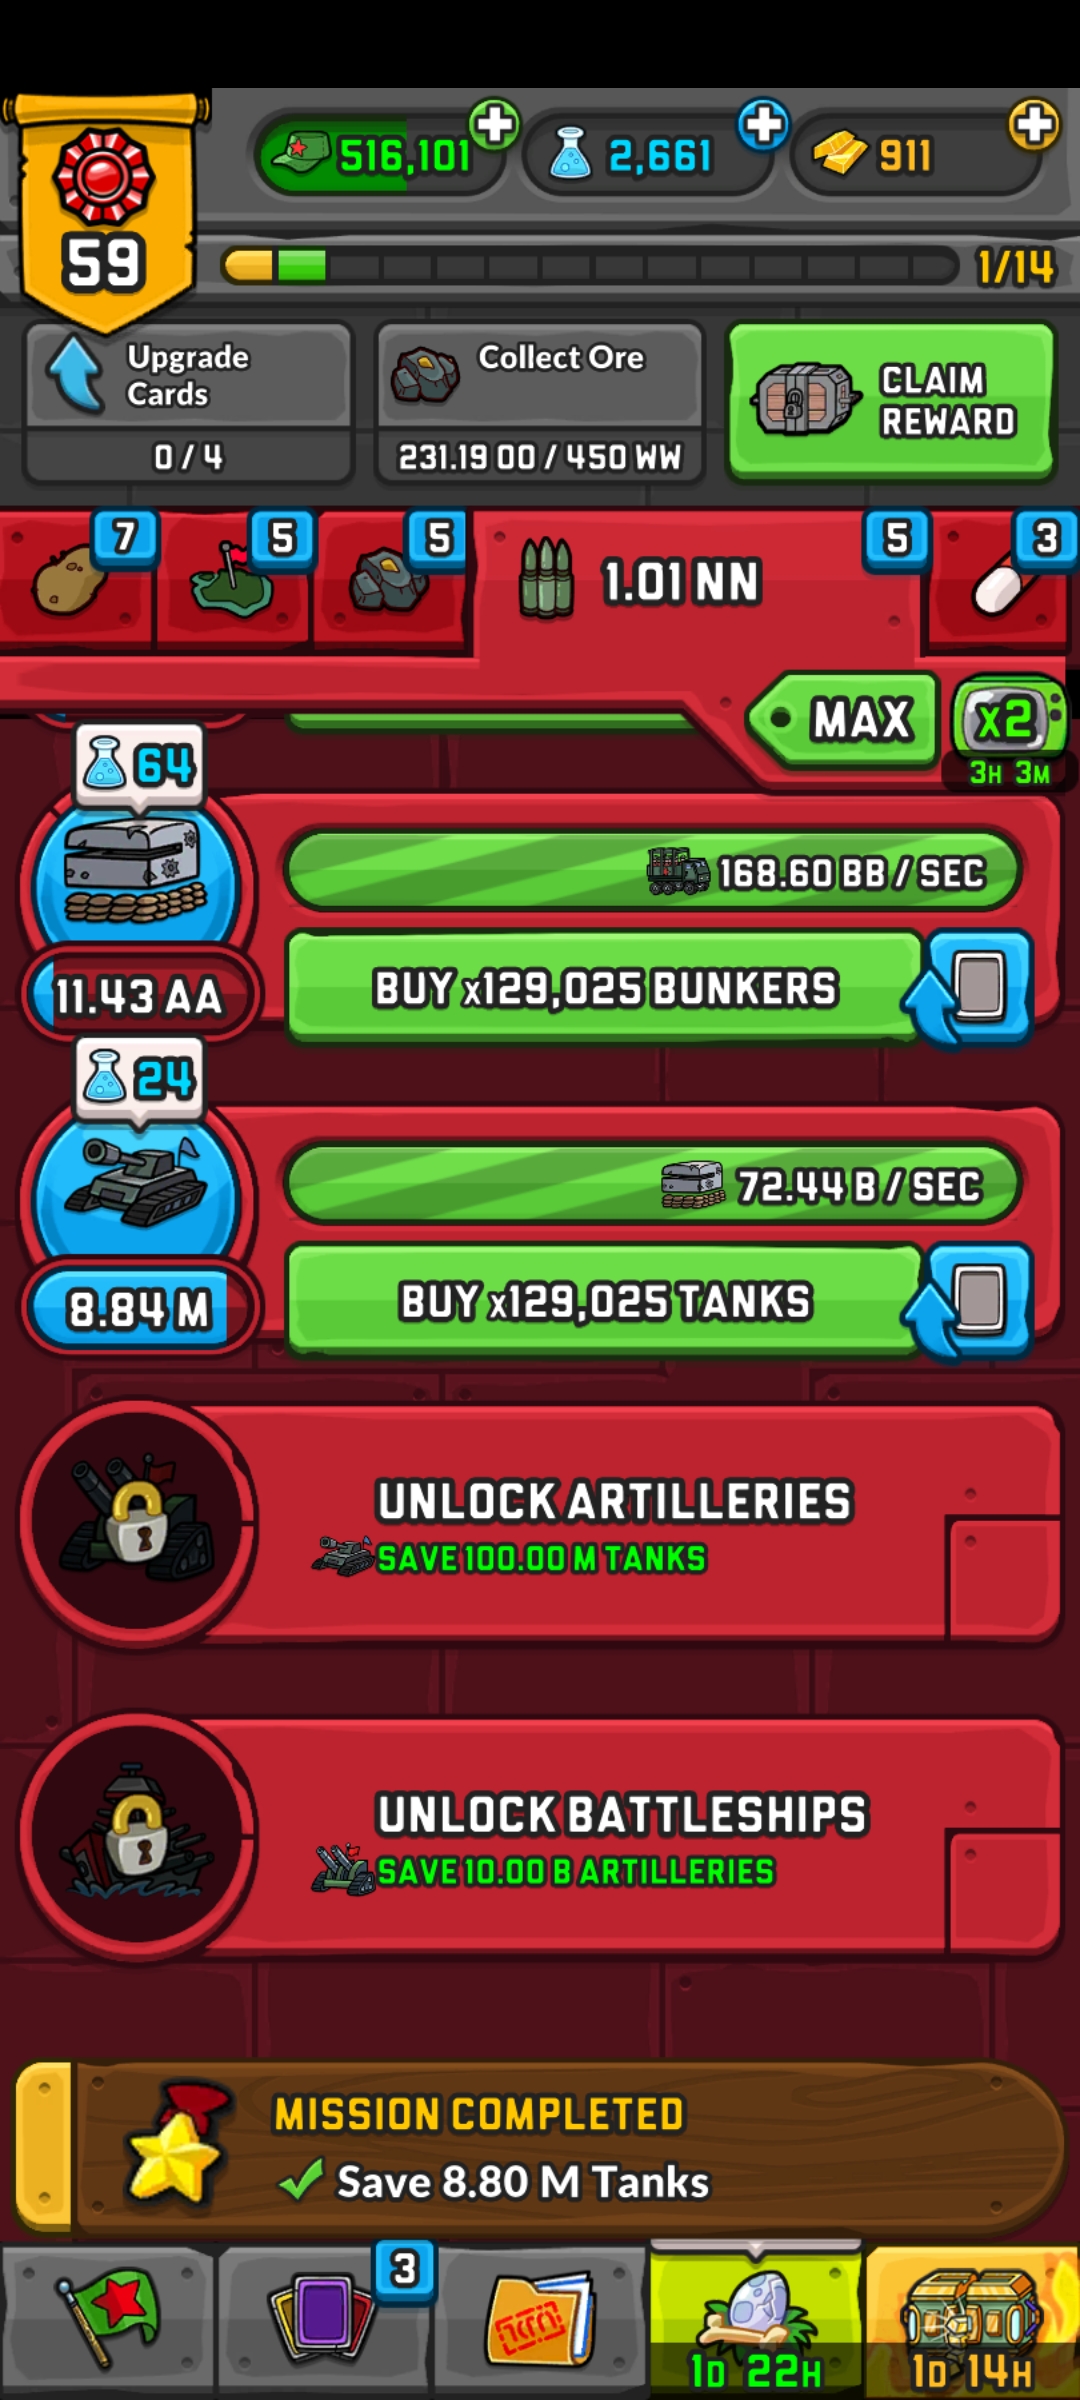 516,101
2,661
911
59
1/14
Upgrade
Cards
0 / 4
Collect Ore
231.19 OO / 450 WW
CLAIM
REWARD
7
5
5
1.01 NN
5
3
MAX
x2
3H 3M
64
168.60 BB / SEC
11.43 AA
BUY x129,025 BUNKERS
24
72.44 B / SEC
8.84 M
BUY x129,025 TANKS
UNLOCK ARTILLERIES
SAVE 100.00 M TANKS
UNLOCK BATTLESHIPS
SAVE 10.00 B ARTILLERIES
MISSION COMPLETED
Save 8.80 M Tanks
3
1D 22H
1D 14H